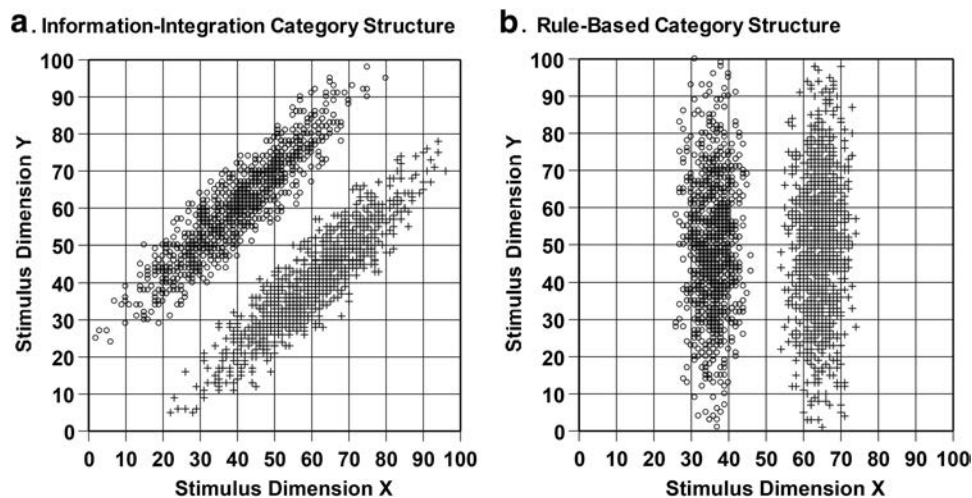 a. Information-Integration Category Structure
100
90
80
70
60
50
40
30
20
10
0
Stimulus Dimension Y
0 10 20 30 40 50 60 70 80 90 100
Stimulus Dimension X
b. Rule-Based Category Structure
100
90
80
70
60
50
40
30
20
10
0
Stimulus Dimension Y
0 10 20 30 40 50 60 70 80 90 100
Stimulus Dimension X